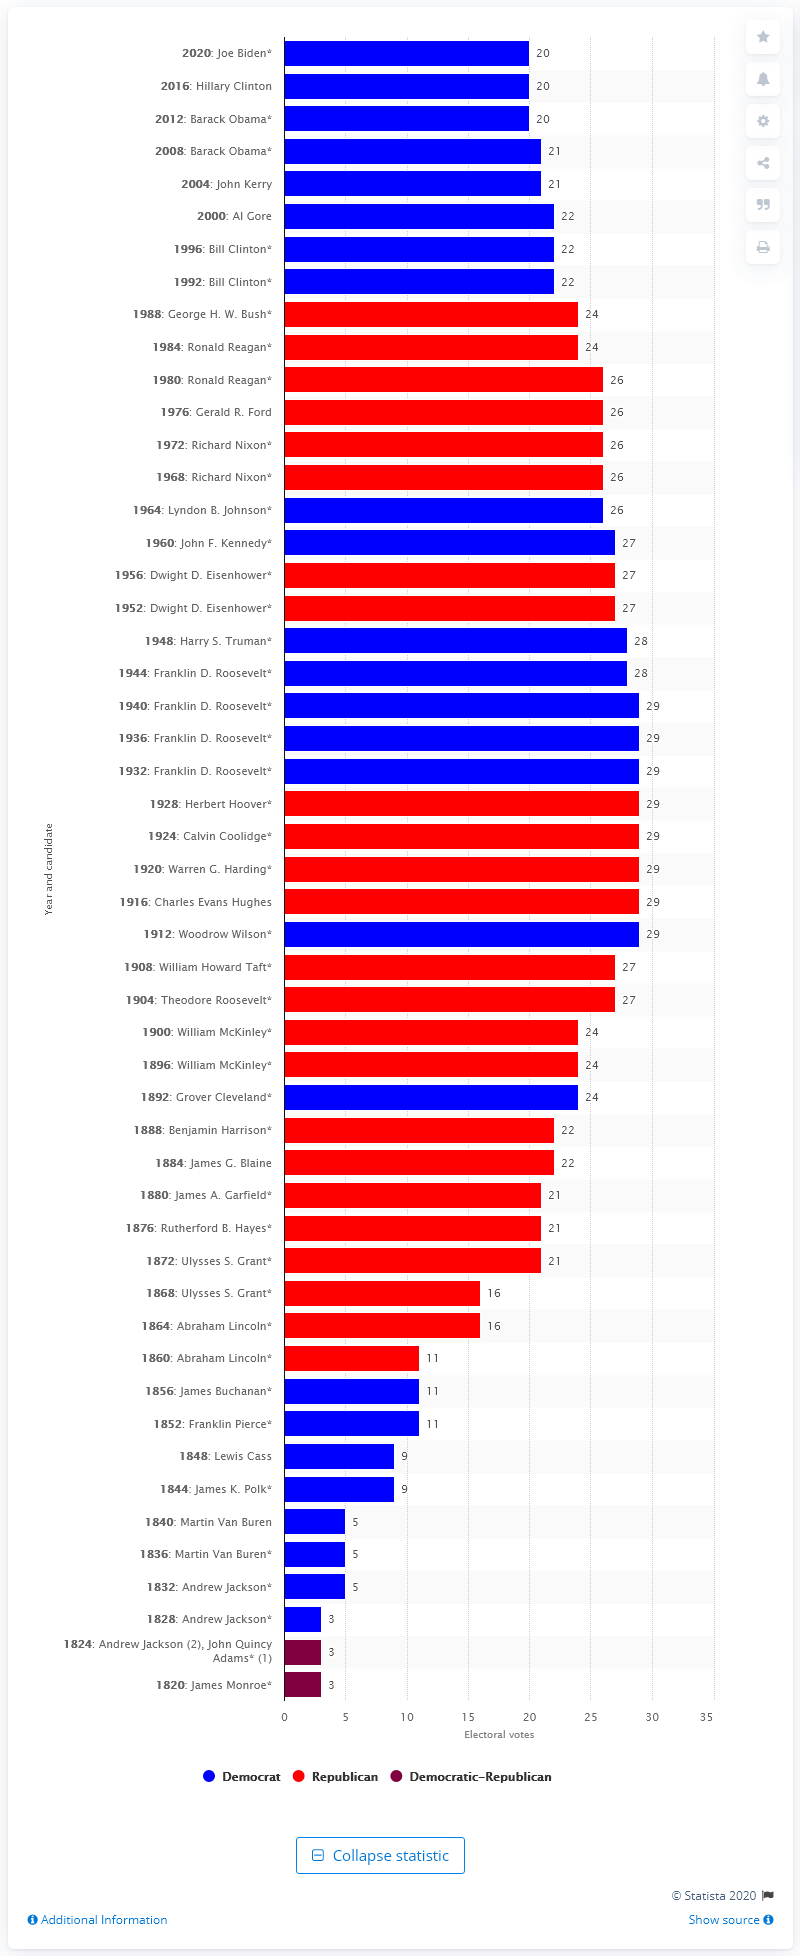 2020: Joe Biden* 20
2016: Hillary Clinton 20
2012: Barack Obama* 20
2008: Barack Obama* 21
2004: John Kerry 21
2000: Al Gore 22
1996: Bill Clinton* 22
1992: Bill Clinton* 22
1988: George H. W. Bush* 24
1984: Ronald Reagan* 24
1980: Ronald Reagan* 26
1976: Gerald R. Ford 26
1972: Richard Nixon* 26
1968: Richard Nixon* 26
1964: Lyndon B. Johnson* 26
1960: John F. Kennedy* 27
1956: Dwight D. Eisenhower* 27
1952: Dwight D. Eisenhower* 27
1948: Harry S. Truman* 28
1944: Franklin D. Roosevelt* 28
1940: Franklin D. Roosevelt* 29
1936: Franklin D. Roosevelt* 29
1932: Franklin D. Roosevelt* 29
1928: Herbert Hoover* 29
1924: Calvin Coolidge* 29
1920: Warren G. Harding* 29
1916: Charles Evans Hughes 29
1912: Woodrow Wilson* 29
1908: William Howard Taft* 27
1904: Theodore Roosevelt* 27
1900: William McKinley* 24
1896: William McKinley* 24
1892: Grover Cleveland* 24
1888: Benjamin Harrison* 22
1884: James G. Blaine 22
1880: James A. Garfield* 21
1876: Rutherford B. Hayes* 21
1872: Ulysses S. Grant* 21
1868: Ulysses S. Grant* 16
1864: Abraham Lincoln* 16
1860: Abraham Lincoln* 11
1856: James Buchanan* 11
1852: Franklin Pierce* 11
1848: Lewis Cass 9
1844: James K. Polk* 9
1840: Martin Van Buren 5
1836: Martin Van Buren* 5
1832: Andrew Jackson* 5
1828: Andrew Jackson* 3
1824: Andrew Jackson (2), John Quincy
Adams* (1) 3
1820: James Monroe* 3
Year and candidate
0 5 10 15 20 25 30 35
Electoral votes
Democrat Republican Democratic-Republican
Collapse statistic
© Statista 2020
Additional Information Show source